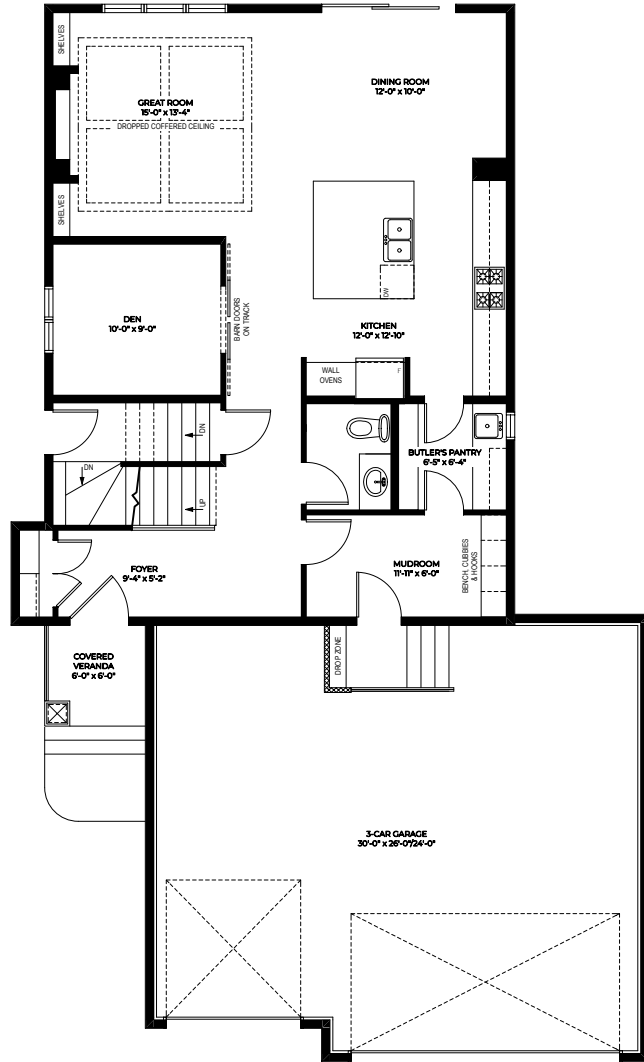 SHELVES
GREAT ROOM
15'-0" x 13'-4"
DROPPED COFFERED CEILING
DINING ROOM
12'-0" x 10'-0"
SHELVES
DEN
10'-0" x 9'-0"
BARN DOORS
ON TRACK
DW
KITCHEN
12'-0" x 12'-10"
WALL
OVENS
F
DN
DN
UP
BUTLER'S PANTRY
6'-5" x 6'-4"
FOYER
9'-4" x 5'-2"
MUDROOM
11'-11" x 6'-0"
BENCH, CUBBIES
& HOOKS
COVERED
VERANDA
6'-0" x 6'-0"
DROP ZONE
3-CAR GARAGE
30'-0" x 26'-0"/24'-0"